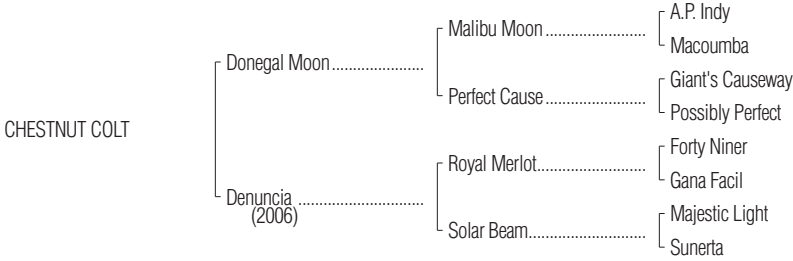 A.P. Indy
Malibu Moon
Macoumba
Donegal Moon
Giant's Causeway
Perfect Cause
Possibly Perfect
CHESTNUT COLT
Forty Niner
Royal Merlot
Gana Facil
Denuncia
(2006)
Majestic Light
Solar Beam
Sunerta